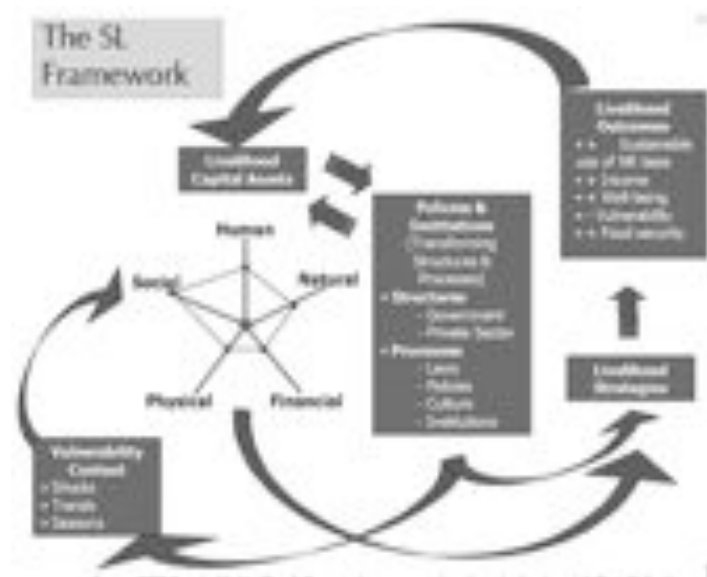 The SL
Framework
Livelihood
Capital Assets
Human
Social
Natural
Physical
Financial
Policies &
Institutions
(Transforming
Structures &
Processes)
• Structures
- Government
- Private Sector
• Processes
- Laws
- Policies
- Culture
- Institutions
Livelihood
Outcomes
+ + Sustainable
use of NR base
+ + Income
+ + Well being
- Vulnerability
+ + Food security
Livelihood
Strategies
Vulnerability
Context
• Shocks
• Trends
• Seasons